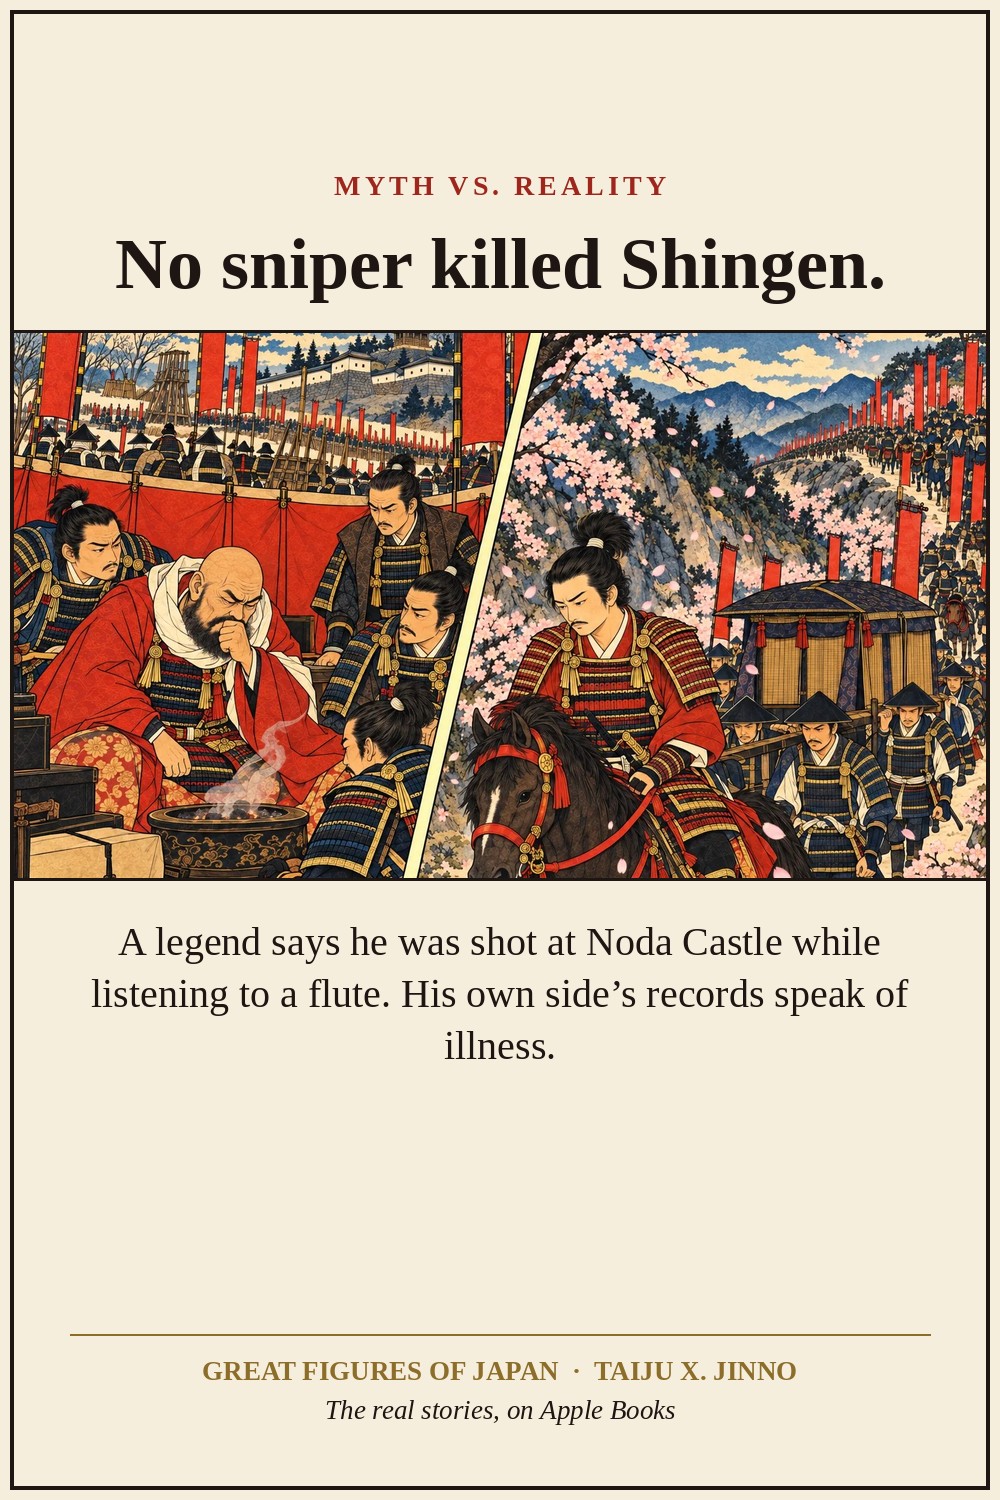 MYTH VS. REALITY
No sniper killed Shingen.
A legend says he was shot at Noda Castle while
listening to a flute. His own side’s records speak of
illness.
GREAT FIGURES OF JAPAN · TAIJU X. JINNO
The real stories, on Apple Books